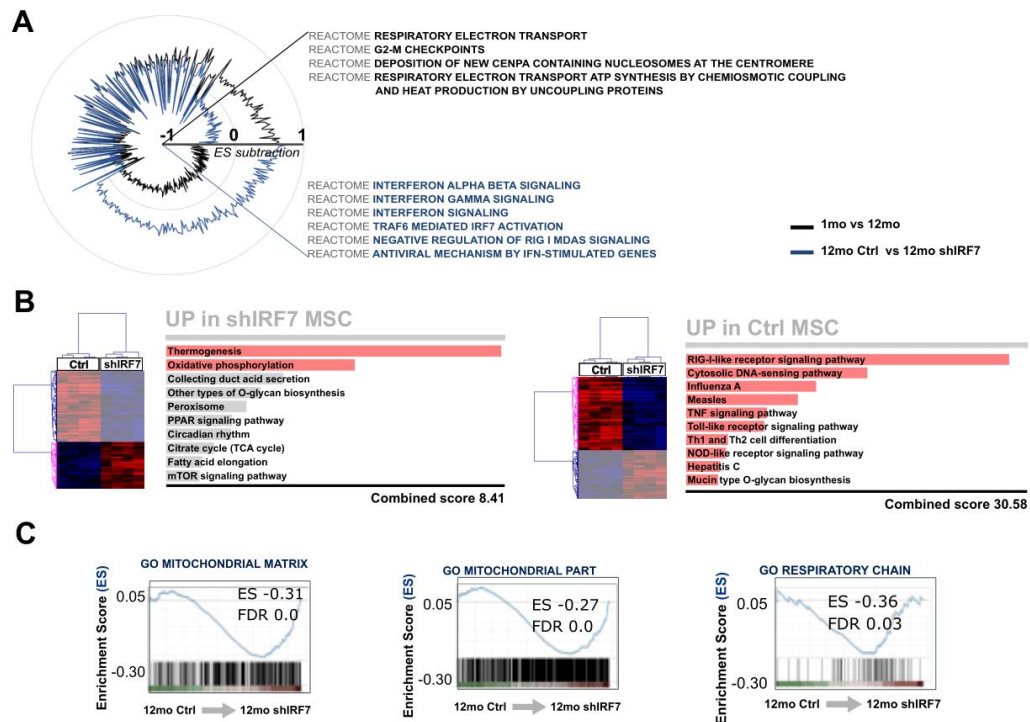 A
REACTOME RESPIRATORY ELECTRON TRANSPORT
REACTOME G2-M CHECKPOINTS
REACTOME DEPOSITION OF NEW CENPA CONTAINING NUCLEOSOMES AT THE CENTROMERE
REACTOME RESPIRATORY ELECTRON TRANSPORT ATP SYNTHESIS BY CHEMIOSMOTIC COUPLING
AND HEAT PRODUCTION BY UNCOUPLING PROTEINS
-1 0 1
ES subtraction
REACTOME INTERFERON ALPHA BETA SIGNALING
REACTOME INTERFERON GAMMA SIGNALING
REACTOME INTERFERON SIGNALING
REACTOME TRAF6 MEDIATED IRF7 ACTIVATION
REACTOME NEGATIVE REGULATION OF RIG I MDAS SIGNALING
REACTOME ANTIVIRAL MECHANISM BY IFN-STIMULATED GENES
1mo vs 12mo
12mo Ctrl vs 12mo shIRF7
B
UP in shIRF7 MSC
Ctrl shIRF7
Thermogenesis
Oxidative phosphorylation
Collecting duct acid secretion
Other types of O-glycan biosynthesis
Peroxisome
PPAR signaling pathway
Circadian rhythm
Citrate cycle (TCA cycle)
Fatty acid elongation
mTOR signaling pathway
Combined score 8.41
UP in Ctrl MSC
Ctrl shIRF7
RIG-I-like receptor signaling pathway
Cytosolic DNA-sensing pathway
Influenza A
Measles
TNF signaling pathway
Toll-like receptor signaling pathway
Th1 and Th2 cell differentiation
NOD-like receptor signaling pathway
Hepatitis C
Mucin type O-glycan biosynthesis
Combined score 30.58
C
GO MITOCHONDRIAL MATRIX
Enrichment Score (ES)
0.05
-0.30
ES -0.31
FDR 0.0
12mo Ctrl 12mo shIRF7
GO MITOCHONDRIAL PART
0.05
-0.30
ES -0.27
FDR 0.0
12mo Ctrl 12mo shIRF7
GO RESPIRATORY CHAIN
Enrichment Score (ES)
0.05
-0.30
ES -0.36
FDR 0.03
12mo Ctrl 12mo shIRF7